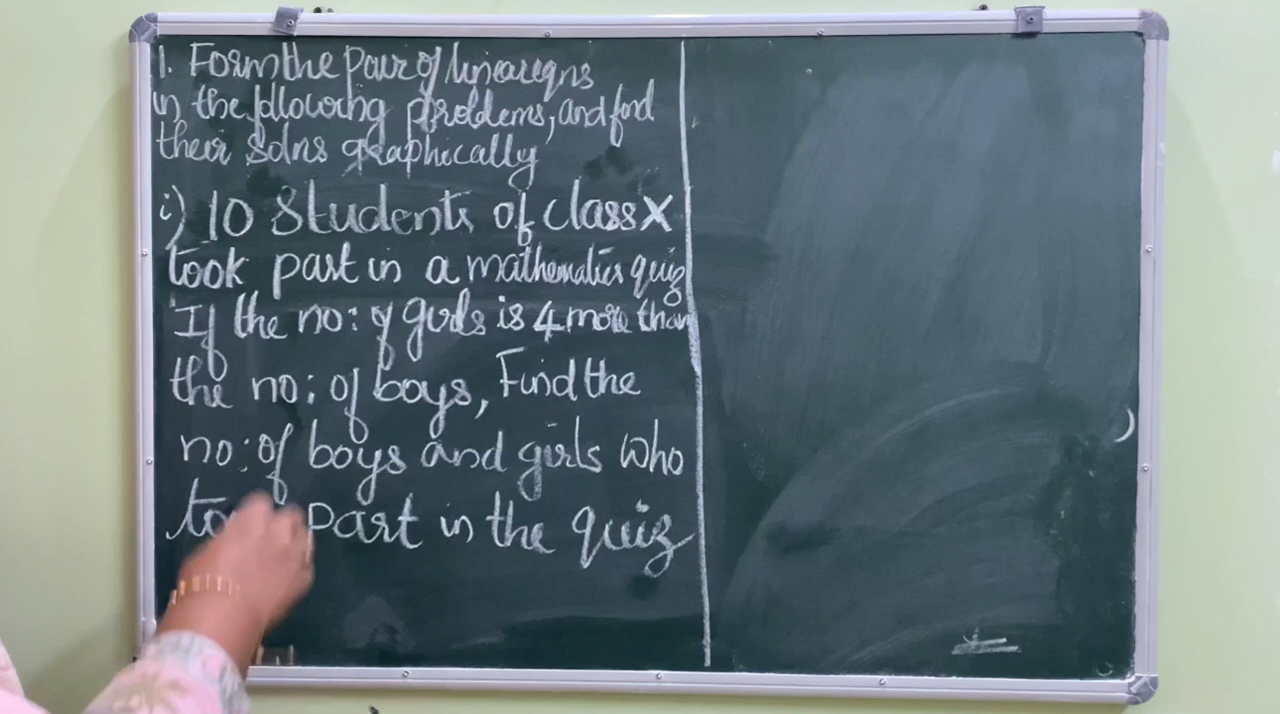 1. Form the pair of linear eqns
in the following problems, and find
their solns graphically
i) 10 Students of class X
took part in a mathematics quiz
If the no: of girls is 4 more than
the no: of boys, Find the
no: of boys and girls who
part in the quiz